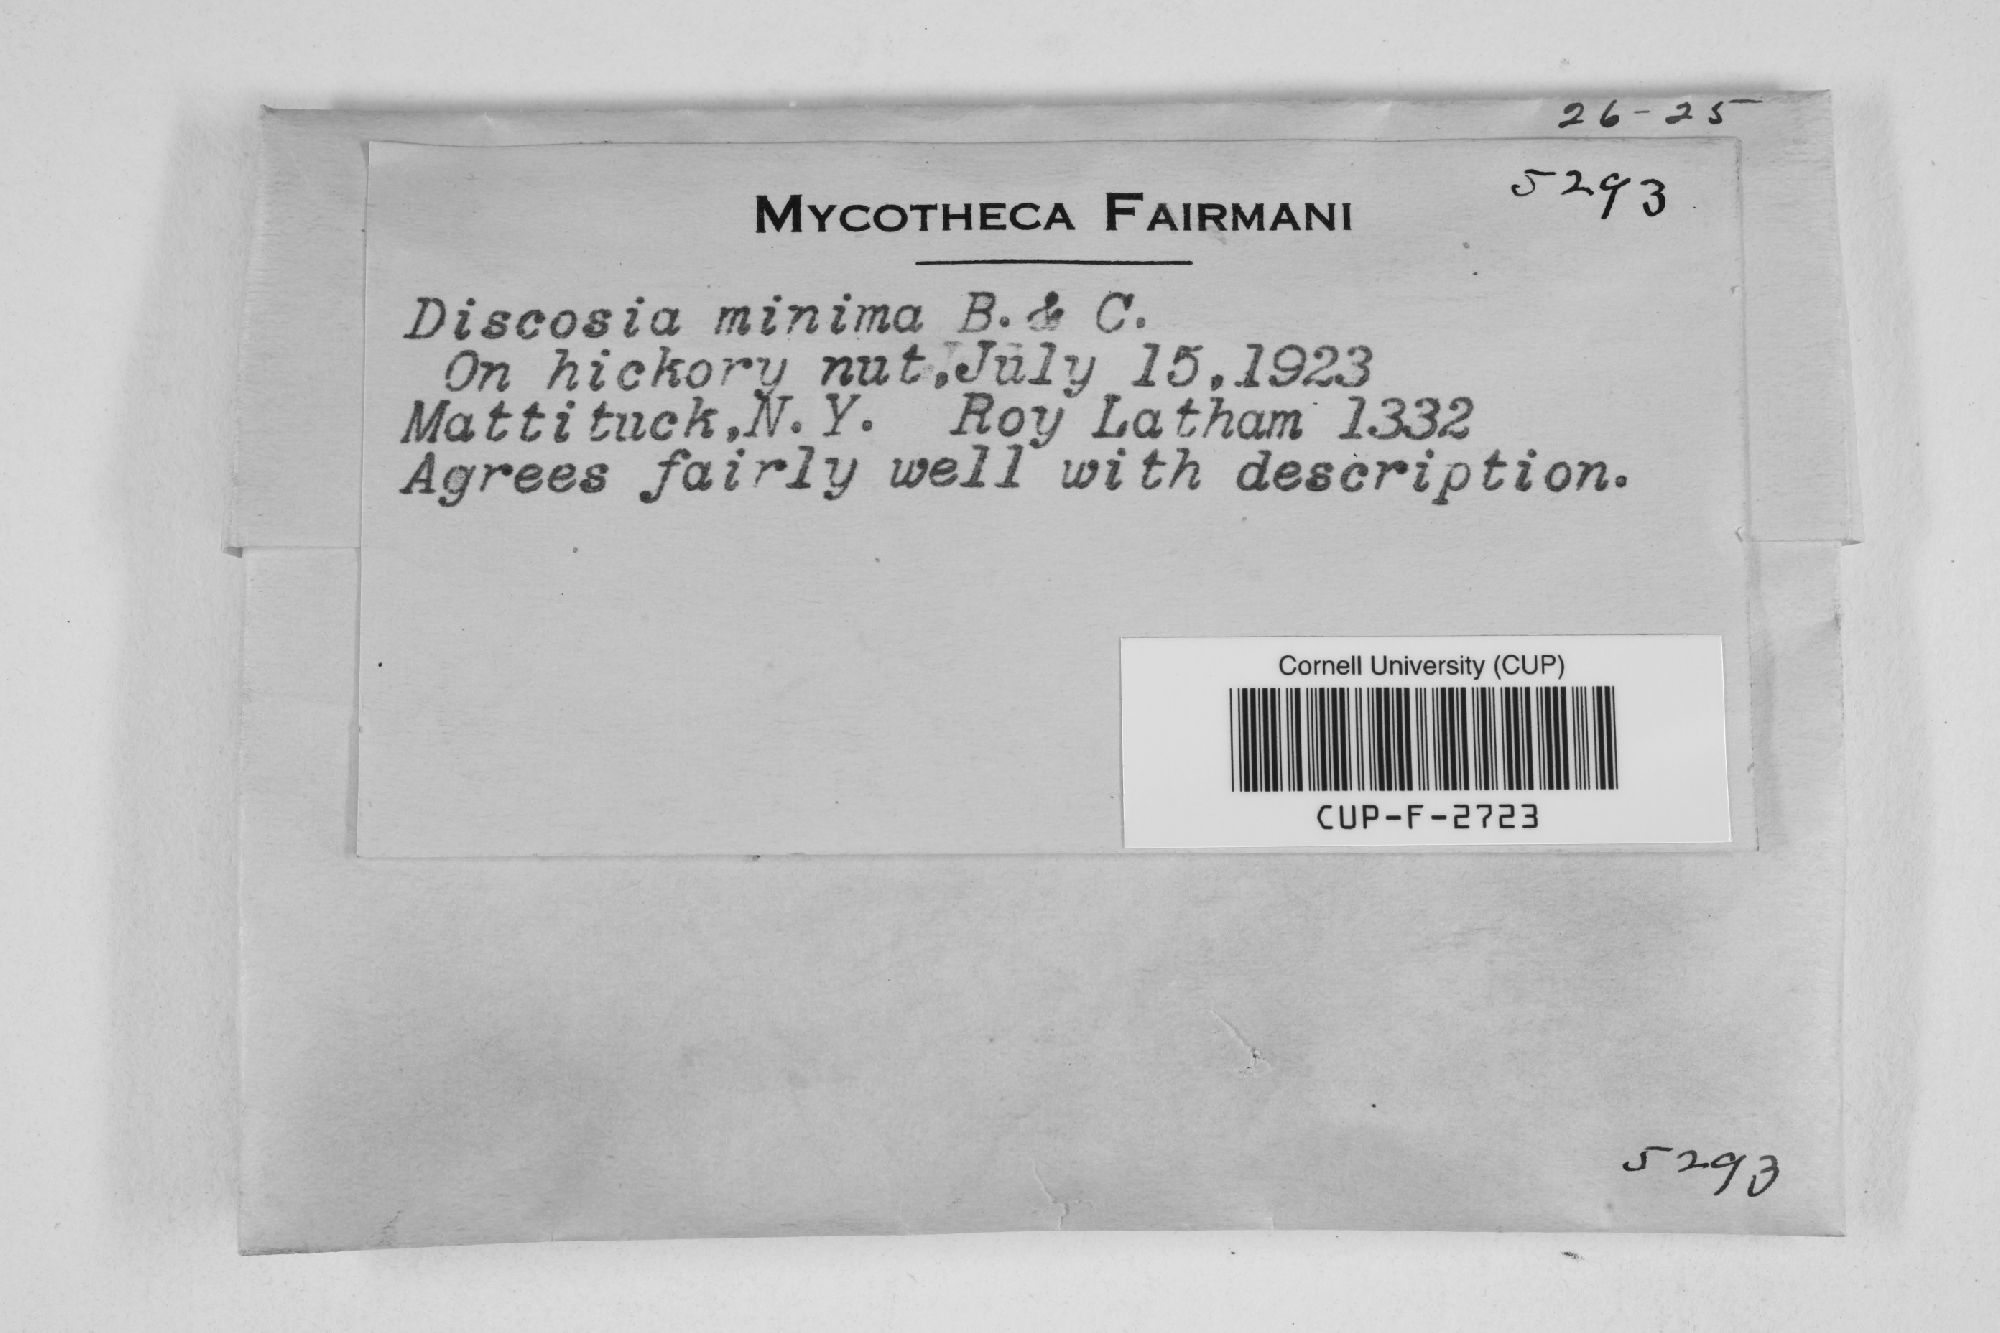 26-25
5293
MYCOTHECA FAIRMANI
Discosia minima B. & C.
On hickory nut, July 15,1923
Mattituck,N.Y. Roy Latham 1332
Agrees fairly well with description.
Cornell University (CUP)
CUP-F-2723
5293